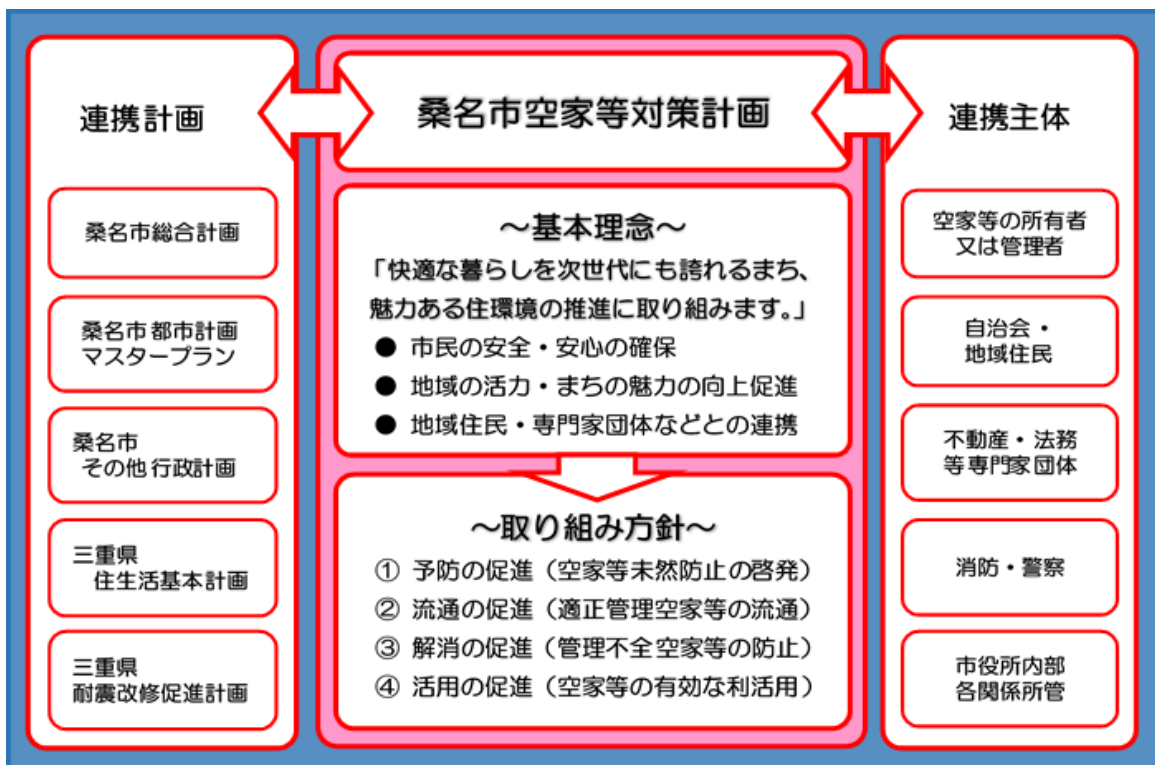 連携計画
桑名市総合計画
桑名市都市計画
マスタープラン
桑名市
その他行政計画
三重県
住生活基本計画
三重県
耐震改修促進計画
桑名市空家等対策計画
～基本理念～
「快適な暮らしを次世代にも誇れるまち、
魅力ある住環境の推進に取り組みます。」
● 市民の安全・安心の確保
● 地域の活力・まちの魅力の向上促進
● 地域住民・専門家団体などとの連携
～取り組み方針～
① 予防の促進（空家等未然防止の啓発）
② 流通の促進（適正管理空家等の流通）
③ 解消の促進（管理不全空家等の防止）
④ 活用の促進（空家等の有効な利活用）
連携主体
空家等の所有者
又は管理者
自治会・
地域住民
不動産・法務
等専門家団体
消防・警察
市役所内部
各関係所管